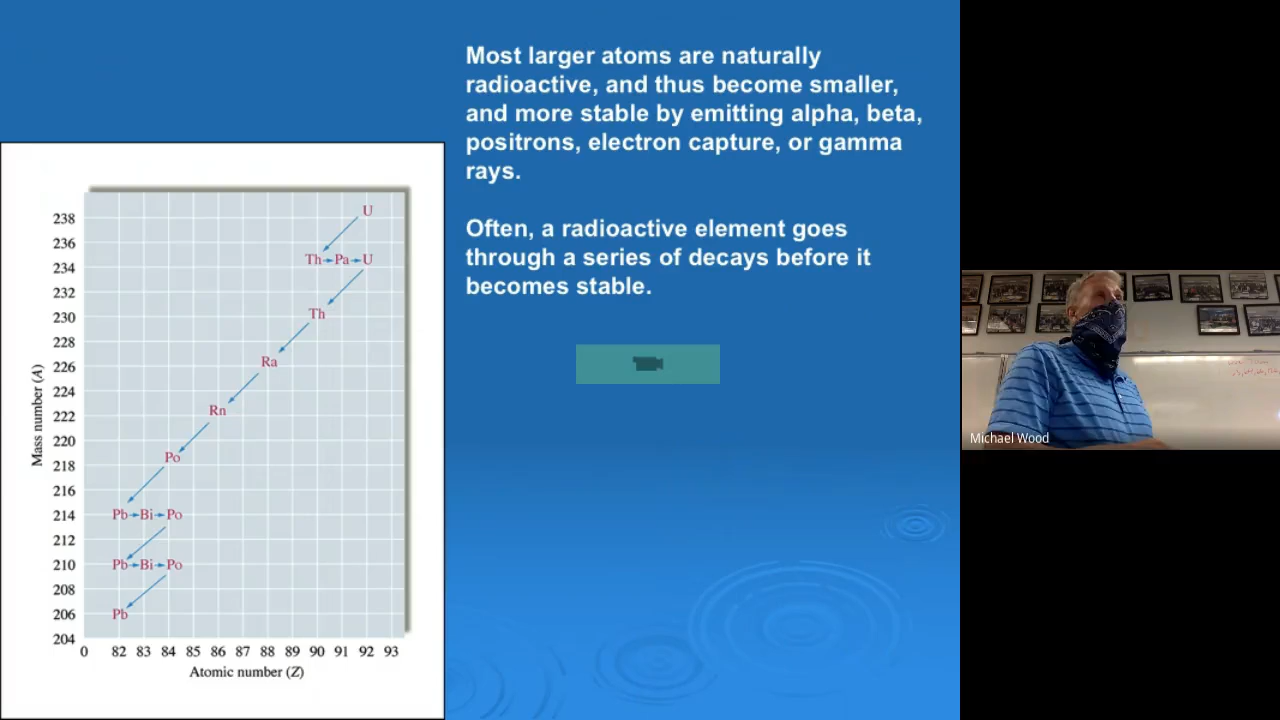 Most larger atoms are naturally
radioactive, and thus become smaller,
and more stable by emitting alpha, beta,
positrons, electron capture, or gamma
rays.
Often, a radioactive element goes
through a series of decays before it
becomes stable.
Mass number (A)
238
236
234
232
230
228
226
224
222
220
218
216
214
212
210
208
206
204
U
Th Pa U
Th
Ra
Rn
Po
Pb Bi Po
Pb Bi Po
Pb
0 82 83 84 85 86 87 88 89 90 91 92 93
Atomic number (Z)
Michael Wood